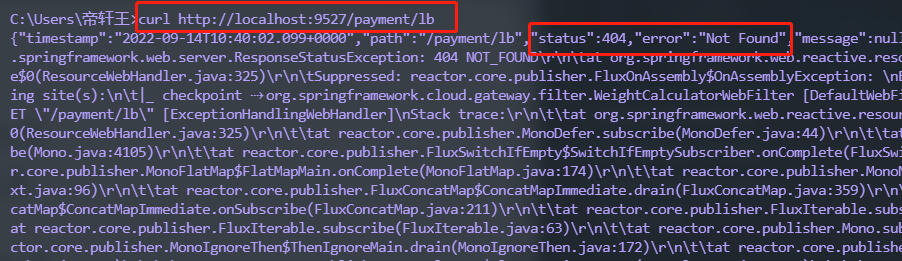 C:\Users\帝轩王>curl http://localhost:9527/payment/lb
{"timestamp":"2022-09-14T10:40:02.099+0000","path":"/payment/lb","status":404,"error":"Not Found","message":null
.springframework.web.server.ResponseStatusException: 404 NOT_FOUND\r\n\tat org.springframework.web.reactive.resou
e$0(ResourceWebHandler.java:325)\r\n\tSuppressed: reactor.core.publisher.FluxOnAssembly$OnAssemblyException: \nE
ing site(s):\n\t|_ checkpoint ⇢org.springframework.cloud.gateway.filter.WeightCalculatorWebFilter [DefaultWebFi
ET \"/payment/lb\" [ExceptionHandlingWebHandler]\nStack trace:\r\n\t\tat org.springframework.web.reactive.resour
0(ResourceWebHandler.java:325)\r\n\t\tat reactor.core.publisher.MonoDefer.subscribe(MonoDefer.java:44)\r\n\t\tat
be(Mono.java:4105)\r\n\t\tat reactor.core.publisher.FluxSwitchIfEmpty$SwitchIfEmptySubscriber.onComplete(FluxSwi
r.core.publisher.MonoFlatMap$FlatMapMain.onComplete(MonoFlatMap.java:174)\r\n\t\tat reactor.core.publisher.MonoN
xt.java:96)\r\n\t\tat reactor.core.publisher.FluxConcatMap$ConcatMapImmediate.drain(FluxConcatMap.java:359)\r\n\
catMap$ConcatMapImmediate.onSubscribe(FluxConcatMap.java:211)\r\n\t\tat reactor.core.publisher.FluxIterable.subs
at reactor.core.publisher.FluxIterable.subscribe(FluxIterable.java:63)\r\n\t\tat reactor.core.publisher.Mono.sub
ctor.core.publisher.MonoIgnoreThen$ThenIgnoreMain.drain(MonoIgnoreThen.java:172)\r\n\t\tat reactor.core.publishe